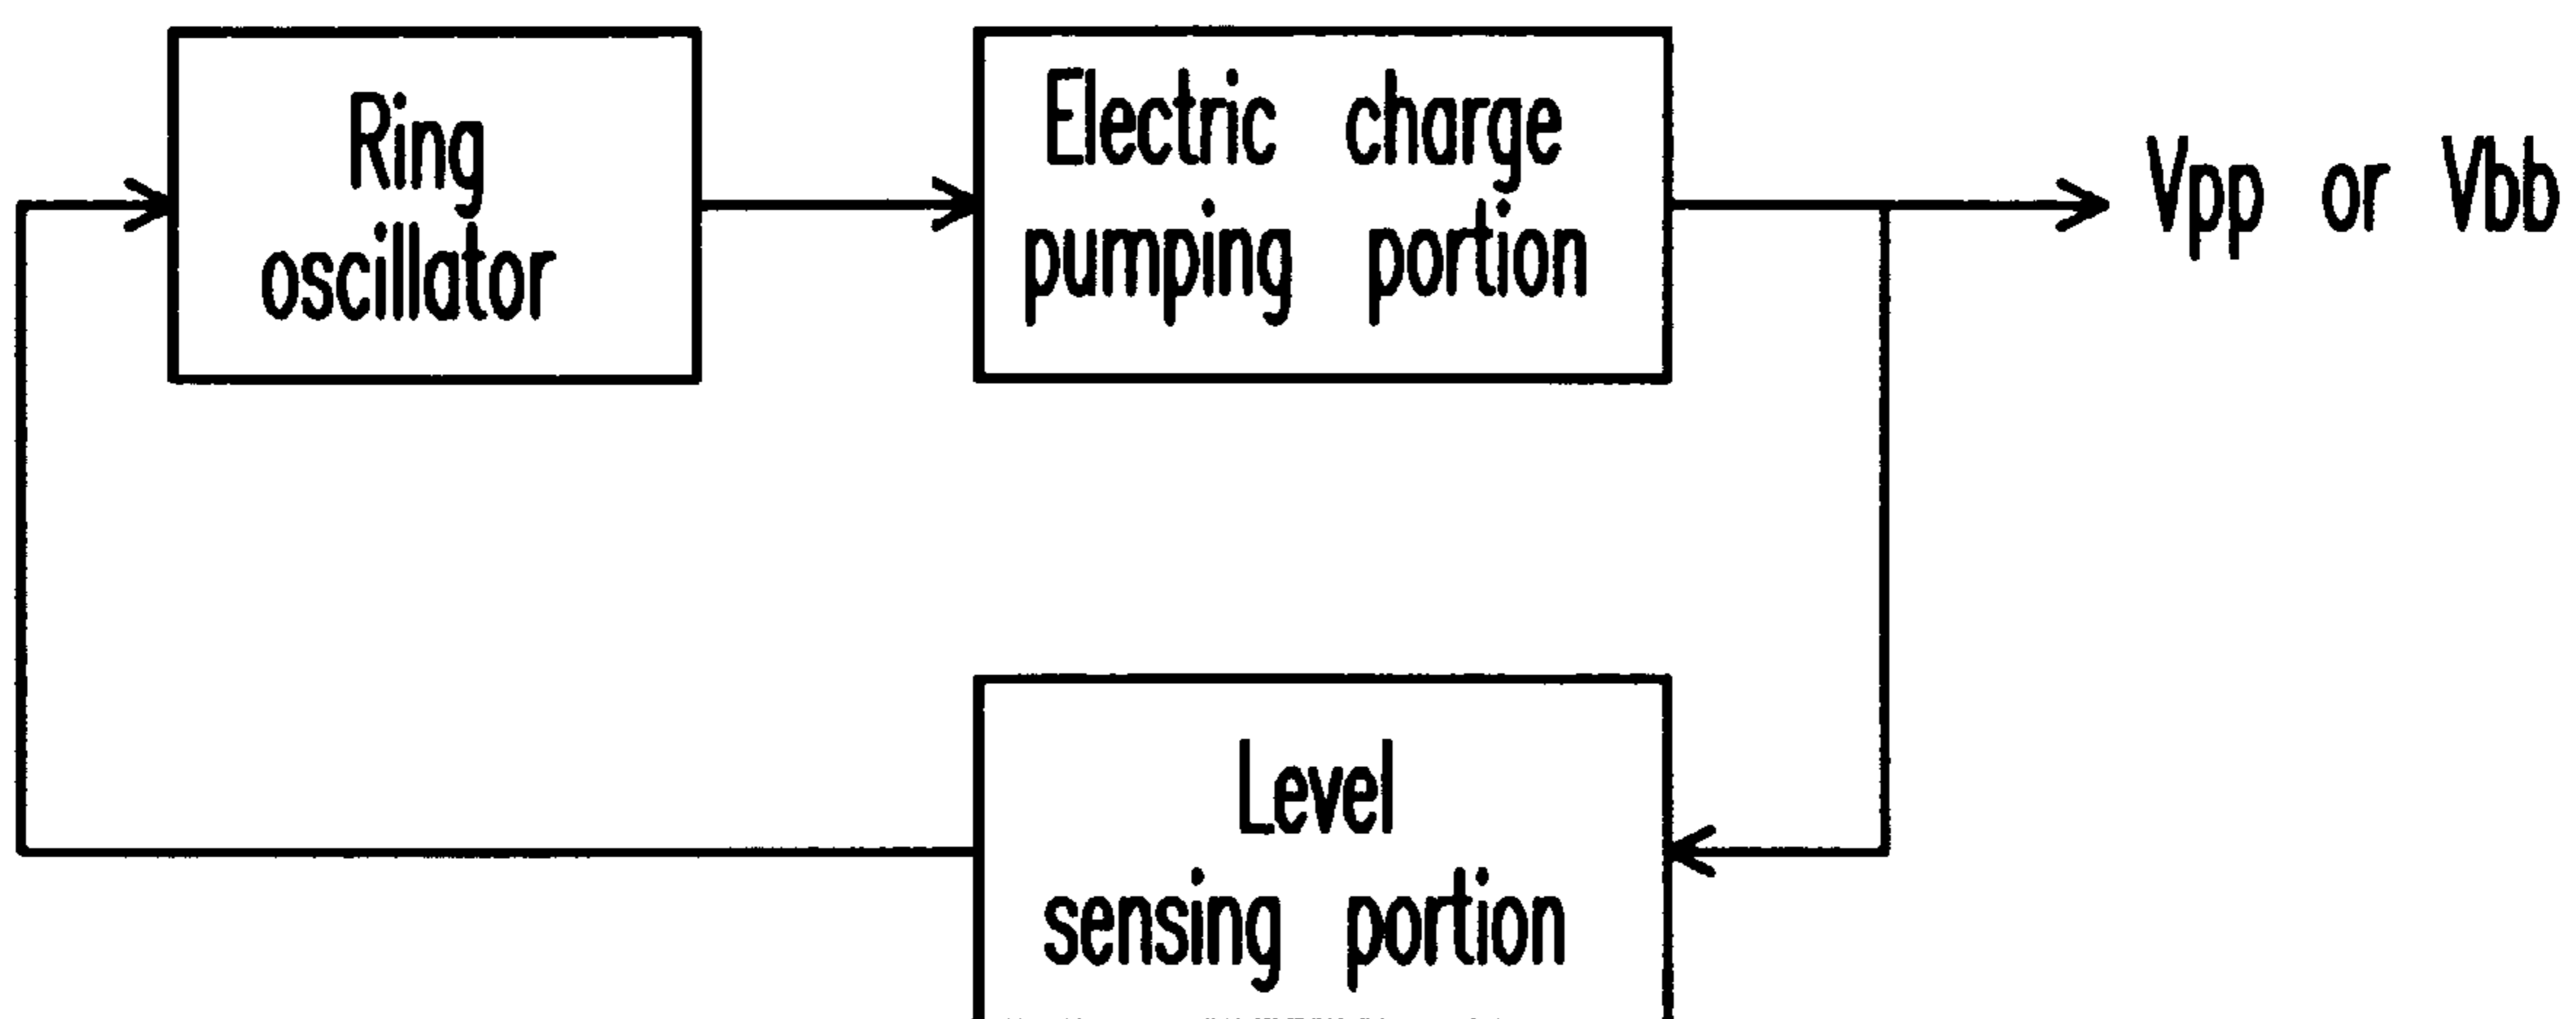 Ring
oscillator
Electric charge
pumping portion
Vpp or Vbb
Level
sensing portion